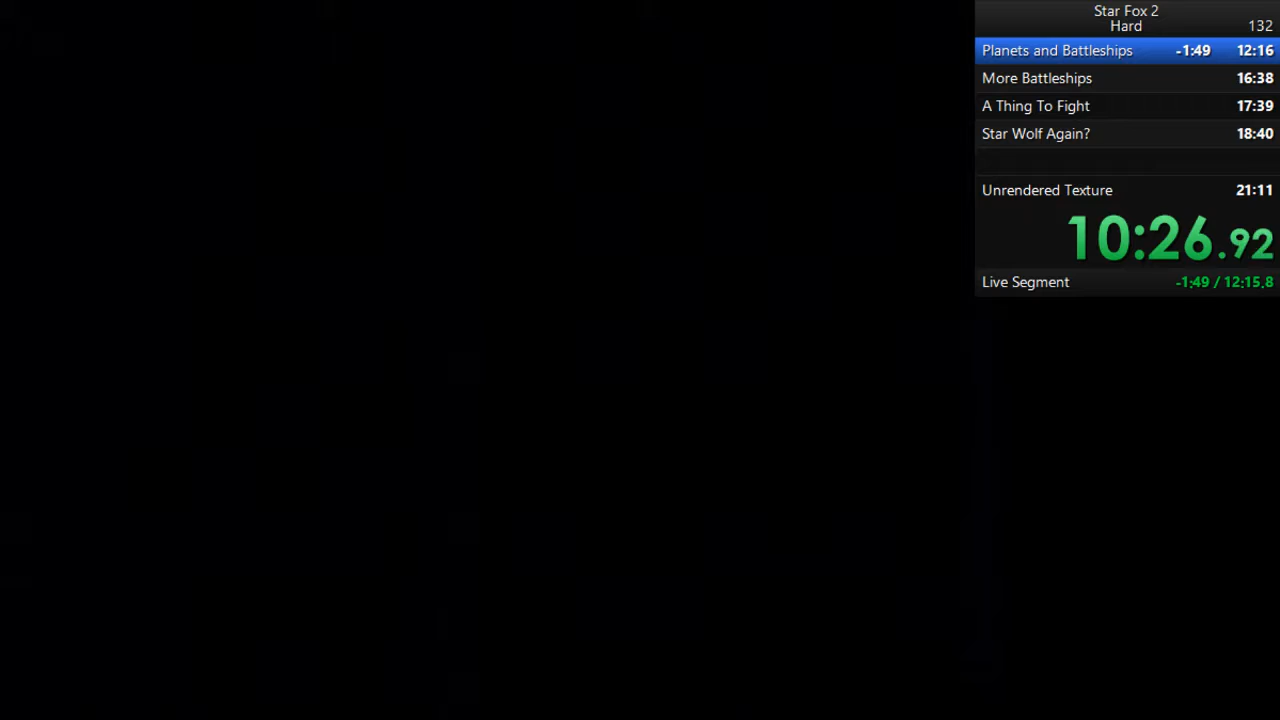 Star Fox 2
Hard 132
Planets and Battleships -1:49 12:16
More Battleships 16:38
A Thing To Fight 17:39
Star Wolf Again? 18:40
Unrendered Texture 21:11
10:26.92
Live Segment -1:49 / 12:15.8